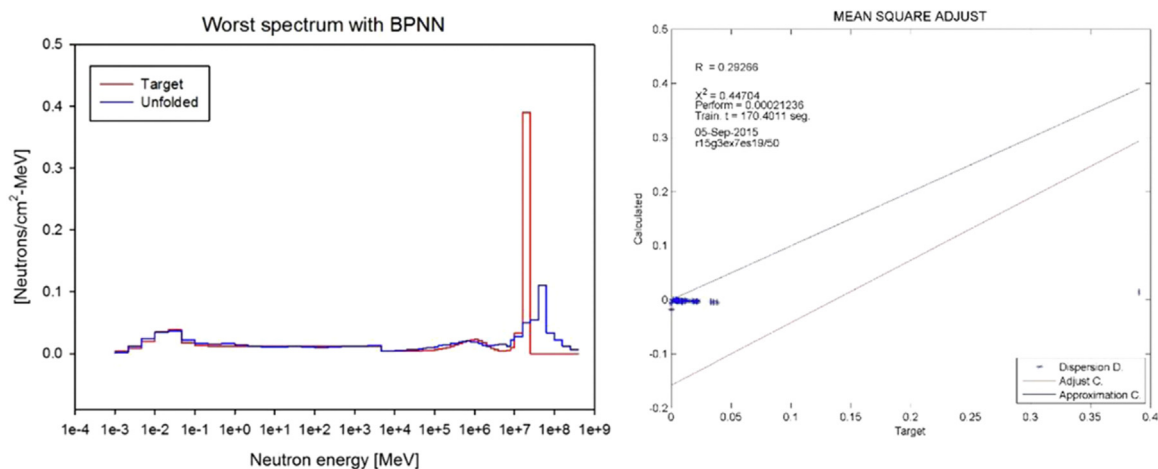 Worst spectrum with BPNN
0.5
0.4
0.3
0.2
0.1
0.0
[Neutrons/cm²-MeV]
Target
Unfolded
1e-4 1e-3 1e-2 1e-1 1e+0 1e+1 1e+2 1e+3 1e+4 1e+5 1e+6 1e+7 1e+8 1e+9
Neutron energy [MeV]
MEAN SQUARE ADJUST
0.5
0.4
0.3
0.2
0.1
0
-0.1
-0.2
Calculated
R = 0.29266
X² = 0.44704
Perform = 0.00021236
Train. t = 170.4011 seg.
05-Sep-2015
r15g3ex7es19/50
Dispersion D.
Adjust C.
Approximation C.
0 0.05 0.1 0.15 0.2 0.25 0.3 0.35 0.4
Target